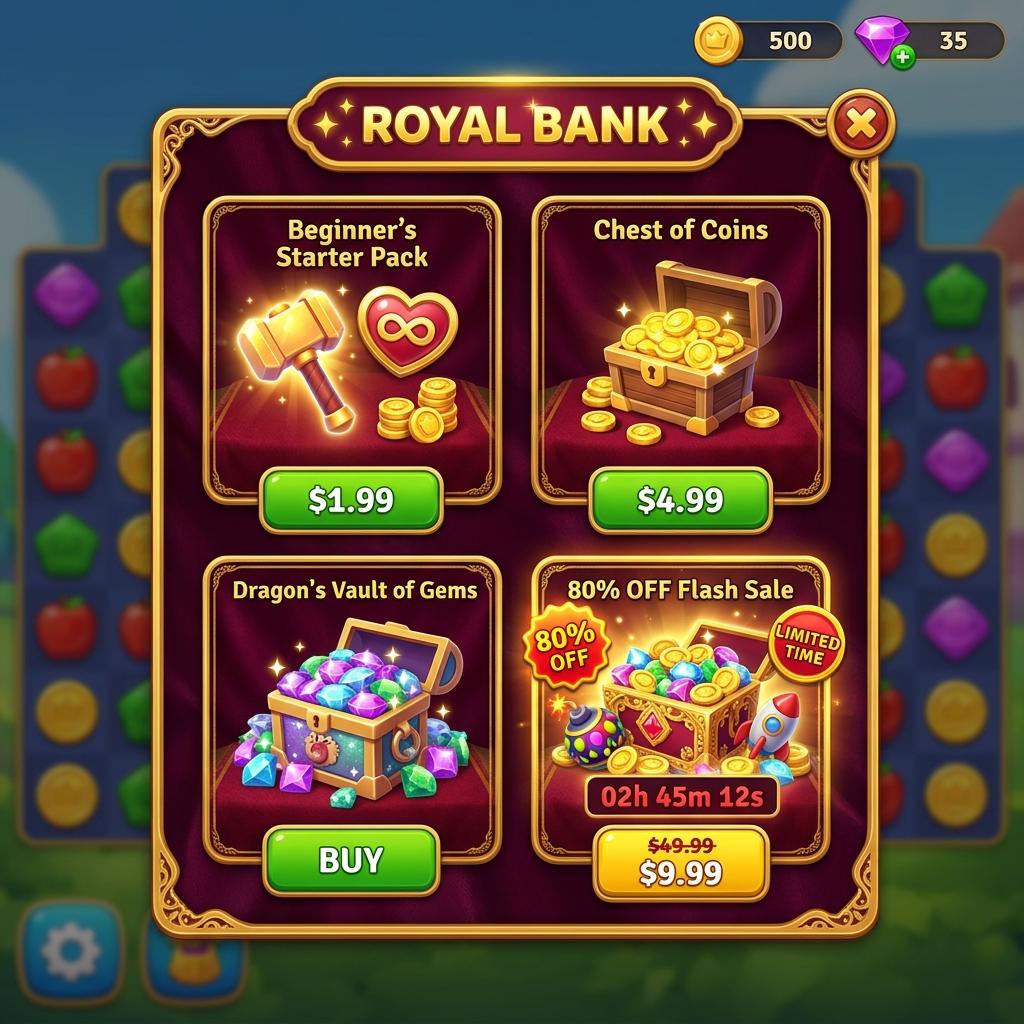 500
35
ROYAL BANK
Beginner's
Starter Pack
$1.99
Chest of Coins
$4.99
Dragon's Vault of Gems
BUY
80% OFF Flash Sale
80%
OFF
LIMITED
TIME
02h 45m 12s
$49.99
$9.99